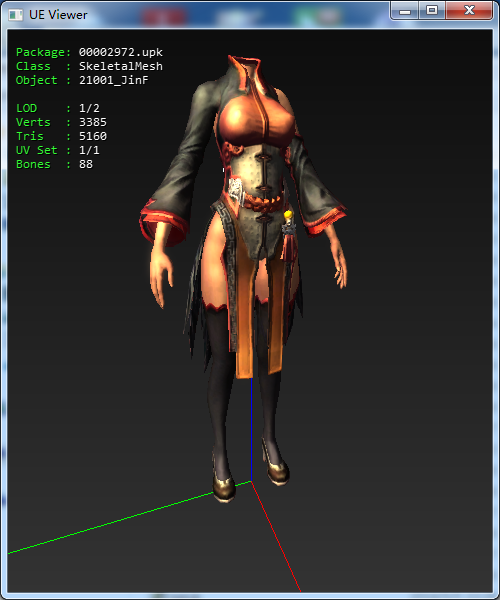 UE Viewer
Package: 00002972.upk
Class : SkeletalMesh
Object : 21001_JinF
LOD : 1/2
Verts : 3385
Tris : 5160
UV Set : 1/1
Bones : 88